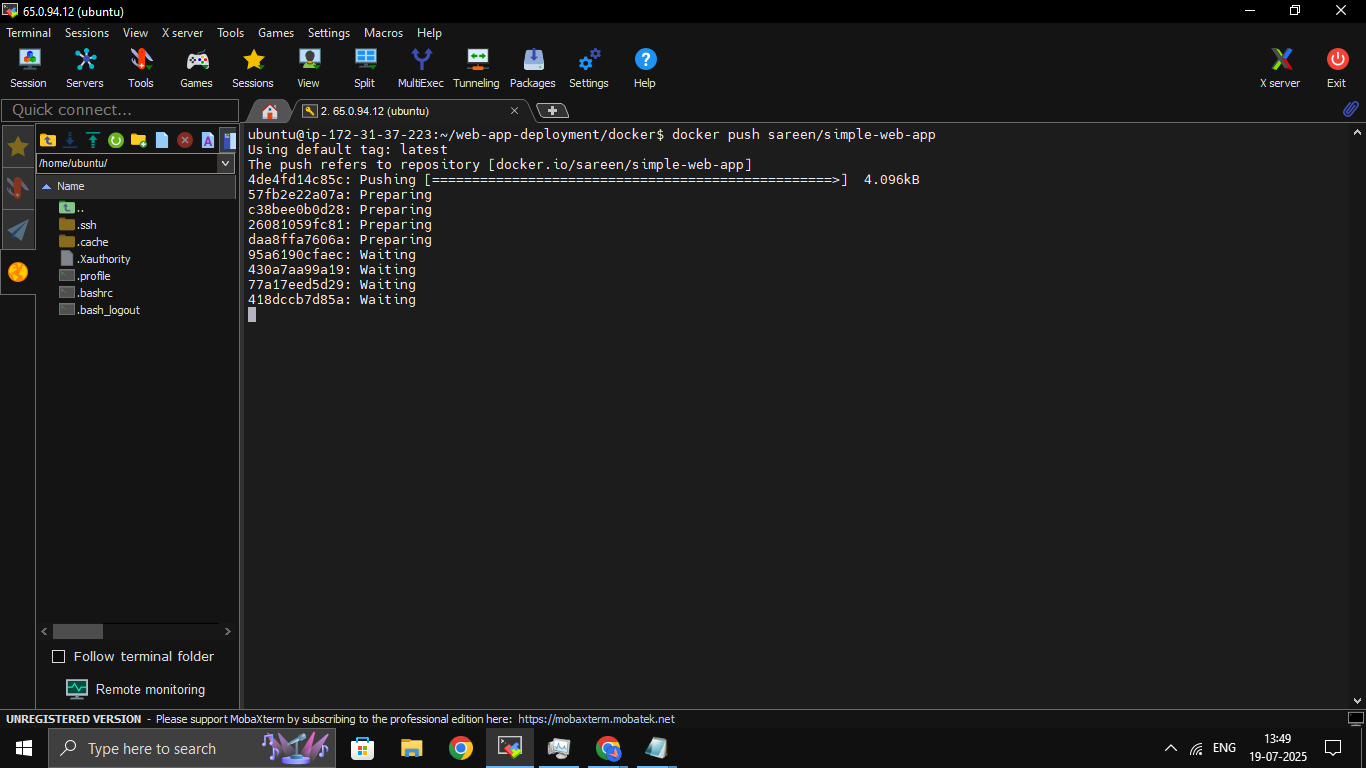 65.0.94.12 (ubuntu)
Terminal Sessions View X server Tools Games Settings Macros Help
Session Servers Tools Games Sessions View Split MultiExec Tunneling Packages Settings Help X server Exit
Quick connect...
2. 65.0.94.12 (ubuntu)
/home/ubuntu/
Name
..
.ssh
.cache
.Xauthority
.profile
.bashrc
.bash_logout
Follow terminal folder
Remote monitoring
ubuntu@ip-172-31-37-223:~/web-app-deployment/docker$ docker push sareen/simple-web-app
Using default tag: latest
The push refers to repository [docker.io/sareen/simple-web-app]
4de4fd14c85c: Pushing [==================================================>]  4.096kB
57fb2e22a07a: Preparing
c38bee0b0d28: Preparing
26081059fc81: Preparing
daa8ffa7606a: Preparing
95a6190cfaec: Waiting
430a7aa99a19: Waiting
77a17eed5d29: Waiting
418dccb7d85a: Waiting
UNREGISTERED VERSION - Please support MobaXterm by subscribing to the professional edition here: https://mobaxterm.mobatek.net
Type here to search
ENG
13:49
19-07-2025